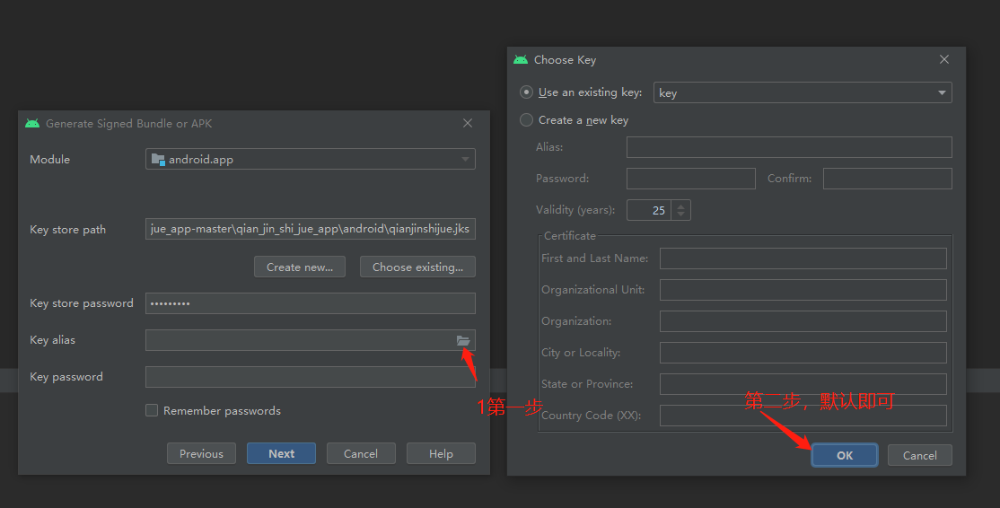 Generate Signed Bundle or APK
Module
android.app
Key store path
jue_app-master\qian_jin_shi_jue_app\android\qianjinshijue.jks
Create new...
Choose existing...
Key store password
•••••••••
Key alias
Key password
1第一步
Remember passwords
Previous
Next
Cancel
Help
Choose Key
Use an existing key:
key
Create a new key
Alias:
Password:
Confirm:
Validity (years):
25
Certificate
First and Last Name:
Organizational Unit:
Organization:
City or Locality:
State or Province:
第二步，默认即可
Country Code (XX):
OK
Cancel